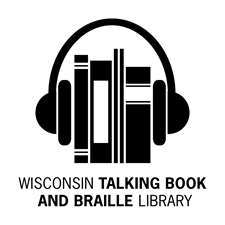 WISCONSIN TALKING BOOK
AND BRAILLE LIBRARY